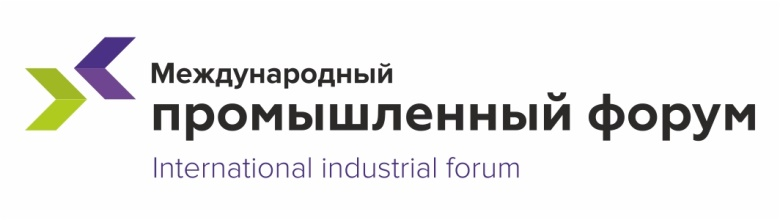 Международный
промышленный форум
International industrial forum